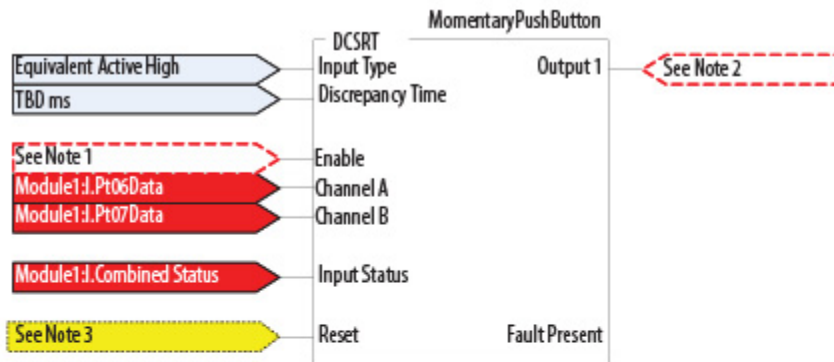 MomentaryPushButton
DCSRT
Equivalent Active High Input Type Output 1 See Note 2
TBD ms Discrepancy Time
See Note 1 Enable
Module1:I.Pt06Data Channel A
Module1:I.Pt07Data Channel B
Module1:I.Combined Status Input Status
See Note 3 Reset Fault Present